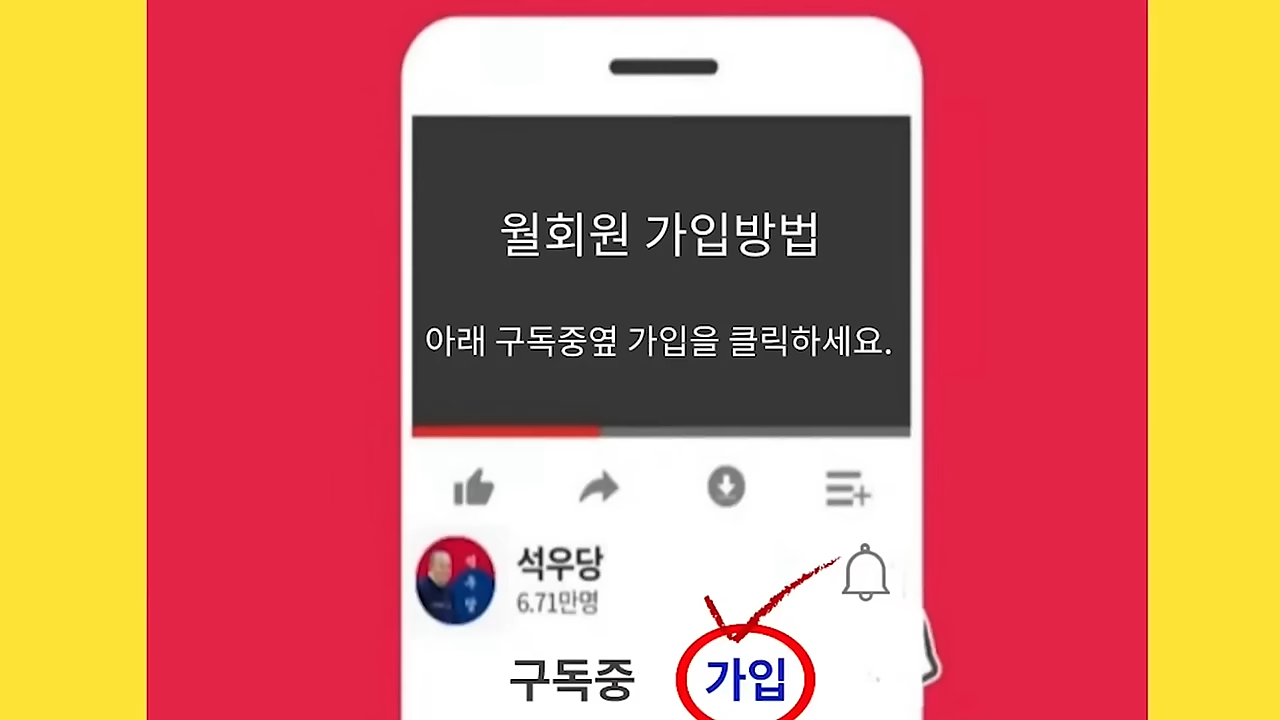 월회원 가입방법
아래 구독중옆 가입을 클릭하세요.
석우당
6.71만명
구독중 가입